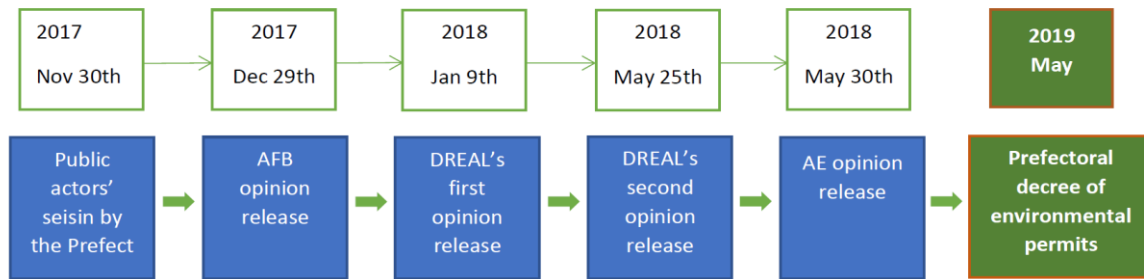 2017
Nov 30th
2017
Dec 29th
2018
Jan 9th
2018
May 25th
2018
May 30th
2019
May
Public
actors’
seisin by
the Prefect
AFB
opinion
release
DREAL’s
first
opinion
release
DREAL’s
second
opinion
release
AE opinion
release
Prefectoral
decree of
environmental
permits